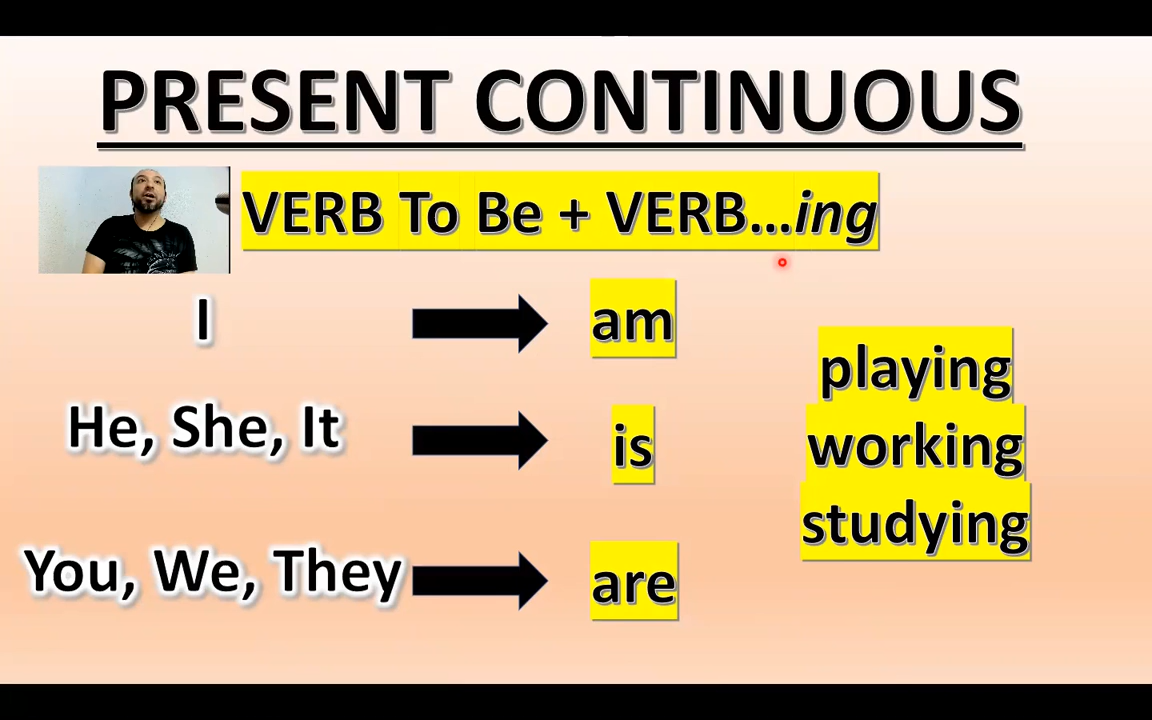 PRESENT CONTINUOUS
VERB To Be + VERB...ing
I
am
He, She, It
is
You, We, They
are
playing
working
studying